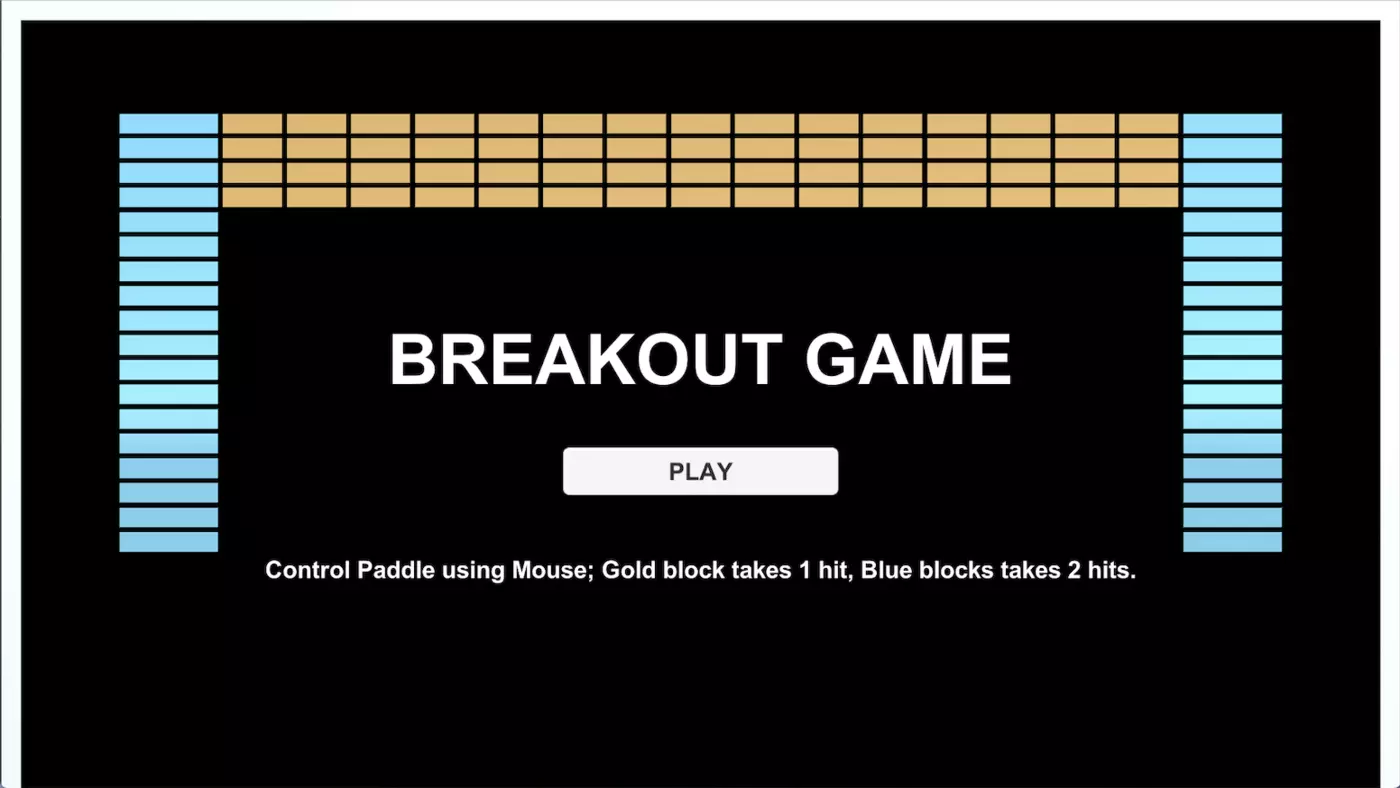 BREAKOUT GAME
PLAY
Control Paddle using Mouse; Gold block takes 1 hit, Blue blocks takes 2 hits.